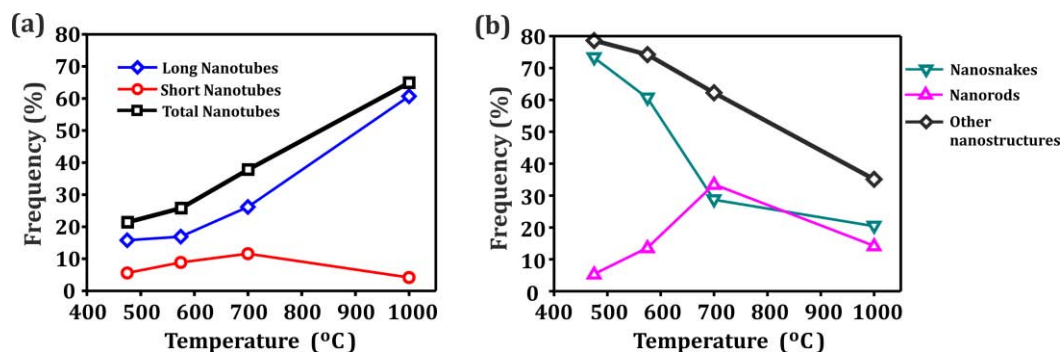 (a)
80
70
60
50
40
30
20
10
0
Frequency (%)
Long Nanotubes
Short Nanotubes
Total Nanotubes
400 500 600 700 800 900 1000
Temperature (ºC)
(b)
80
70
60
50
40
30
20
10
0
Frequency (%)
400 500 600 700 800 900 1000
Temperature (ºC)
Nanosnakes
Nanorods
Other
nanostructures